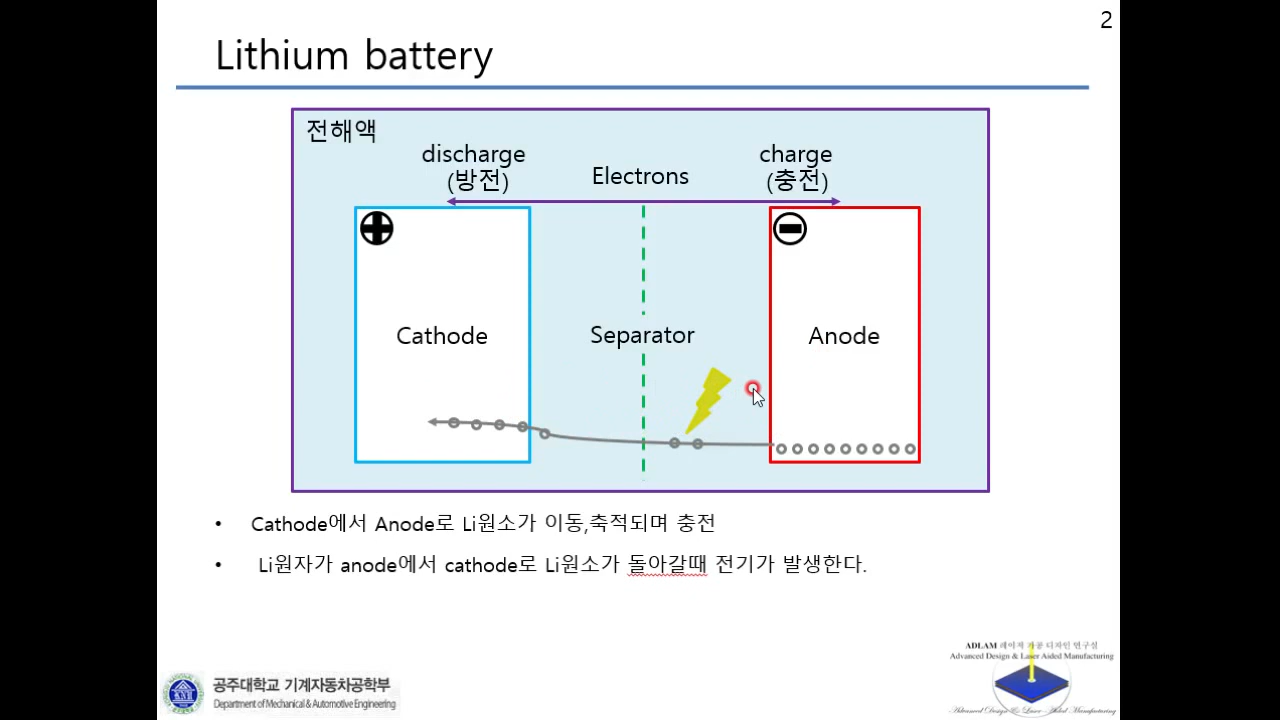 2
Lithium battery
전해액
discharge
(방전)
Electrons
charge
(충전)
Cathode
Separator
Anode
• Cathode에서 Anode로 Li원소가 이동,축적되며 충전
• Li원자가 anode에서 cathode로 Li원소가 돌아갈때 전기가 발생한다.
공주대학교 기계자동차공학부
Department of Mechanical & Automotive Engineering
ADLAM 레이저 가공 디자인 연구실
Advanced Design & Laser Aided Manufacturing
Advanced Design & Laser-Aided Manufacturing